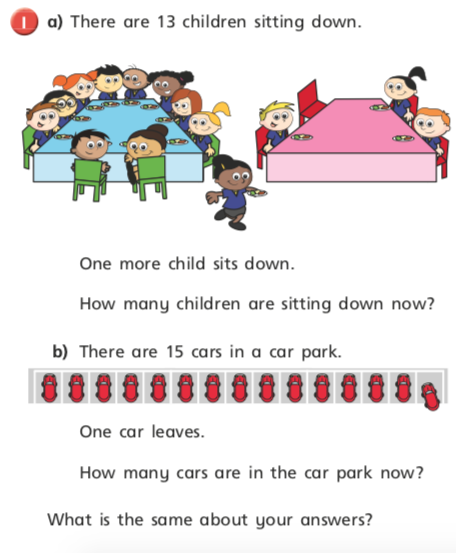 1 a) There are 13 children sitting down.
One more child sits down.
How many children are sitting down now?
b) There are 15 cars in a car park.
One car leaves.
How many cars are in the car park now?
What is the same about your answers?